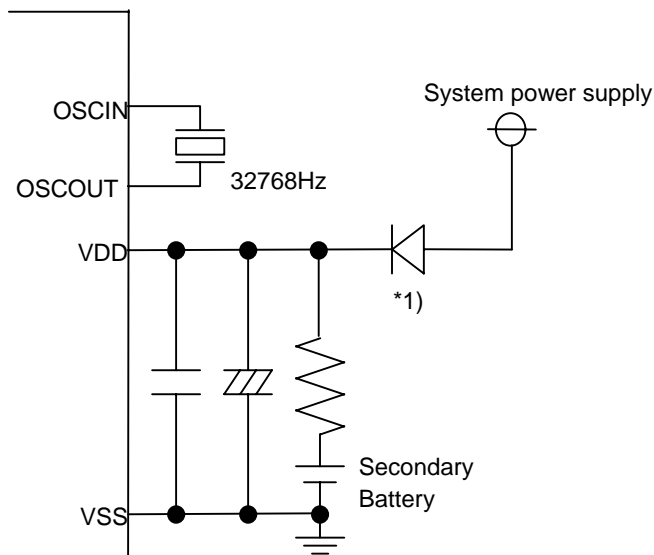 System power supply
OSCIN
OSCOUT
32768Hz
VDD
*1)
Secondary
Battery
VSS